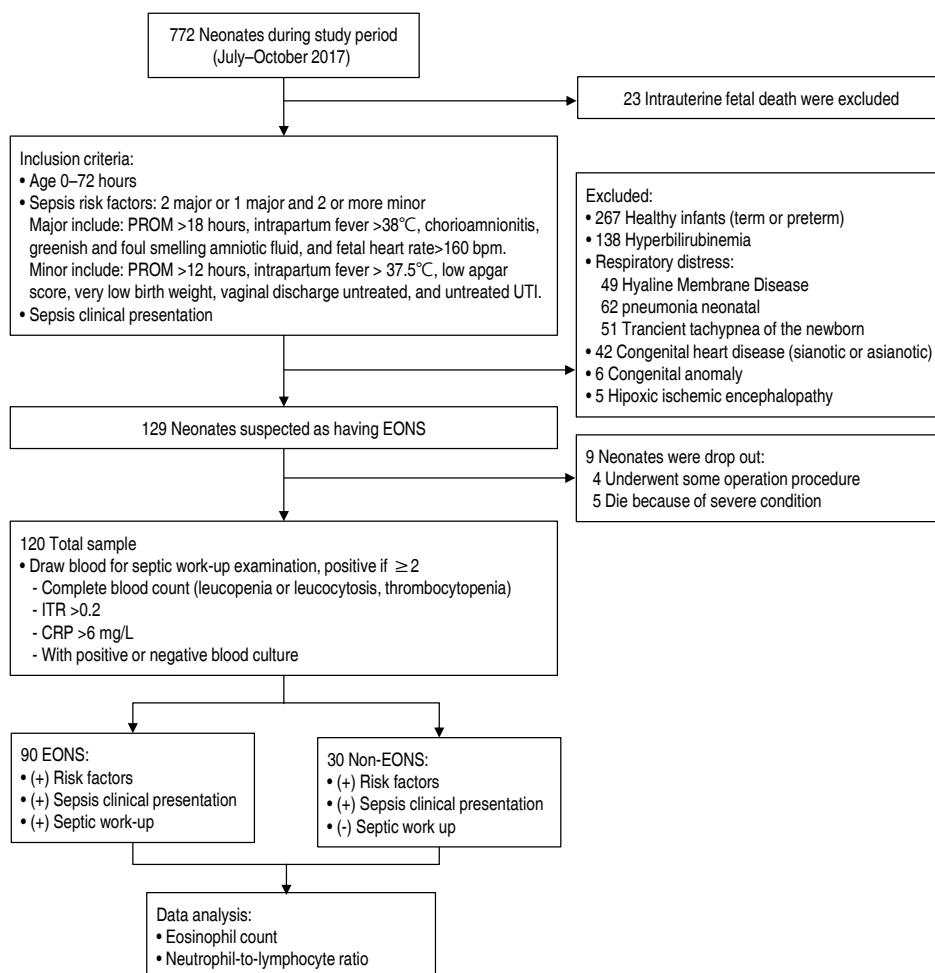 772 Neonates during study period
(July–October 2017)
23 Intrauterine fetal death were excluded
Inclusion criteria:
• Age 0–72 hours
• Sepsis risk factors: 2 major or 1 major and 2 or more minor
Major include: PROM >18 hours, intrapartum fever >38℃, chorioamnionitis,
greenish and foul smelling amniotic fluid, and fetal heart rate>160 bpm.
Minor include: PROM >12 hours, intrapartum fever > 37.5℃, low apgar
score, very low birth weight, vaginal discharge untreated, and untreated UTI.
• Sepsis clinical presentation
Excluded:
• 267 Healthy infants (term or preterm)
• 138 Hyperbilirubinemia
• Respiratory distress:
49 Hyaline Membrane Disease
62 pneumonia neonatal
51 Trancient tachypnea of the newborn
• 42 Congenital heart disease (sianotic or asianotic)
• 6 Congenital anomaly
• 5 Hipoxic ischemic encephalopathy
129 Neonates suspected as having EONS
9 Neonates were drop out:
4 Underwent some operation procedure
5 Die because of severe condition
120 Total sample
• Draw blood for septic work-up examination, positive if ≥2
- Complete blood count (leucopenia or leucocytosis, thrombocytopenia)
- ITR >0.2
- CRP >6 mg/L
- With positive or negative blood culture
90 EONS:
• (+) Risk factors
• (+) Sepsis clinical presentation
• (+) Septic work-up
30 Non-EONS
• (+) Risk factors
• (+) Sepsis clinical presentation
• (-) Septic work up
Data analysis:
• Eosinophil count
• Neutrophil-to-lymphocyte ratio